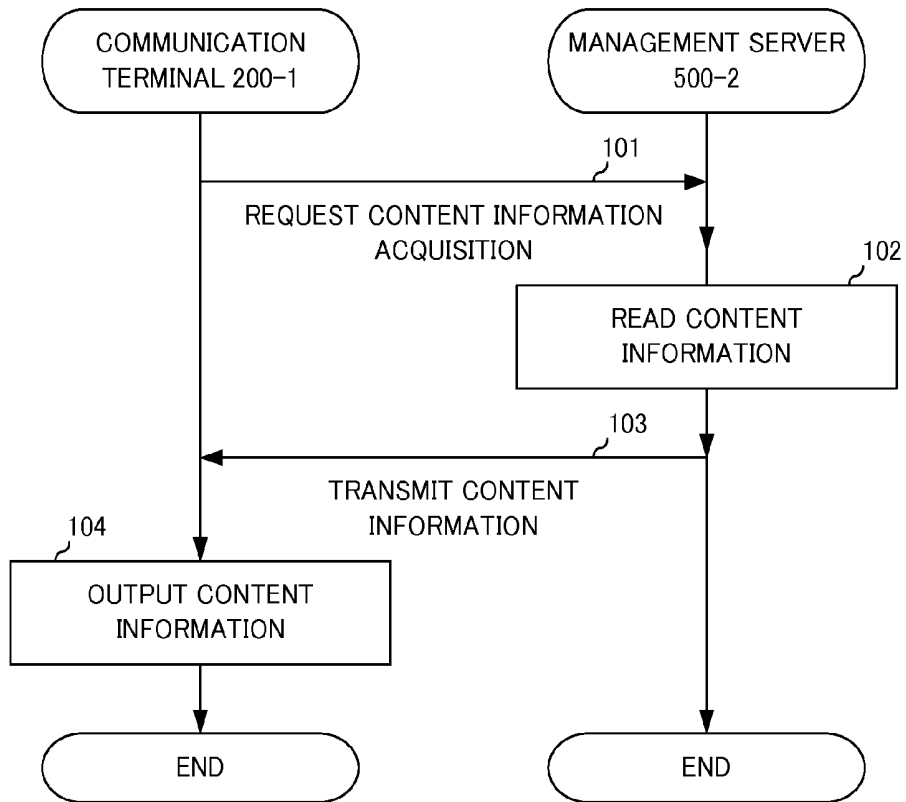 COMMUNICATION
TERMINAL 200-1
MANAGEMENT SERVER
500-2
101
REQUEST CONTENT INFORMATION
ACQUISITION
102
READ CONTENT
INFORMATION
103
TRANSMIT CONTENT
INFORMATION
104
OUTPUT CONTENT
INFORMATION
END
END